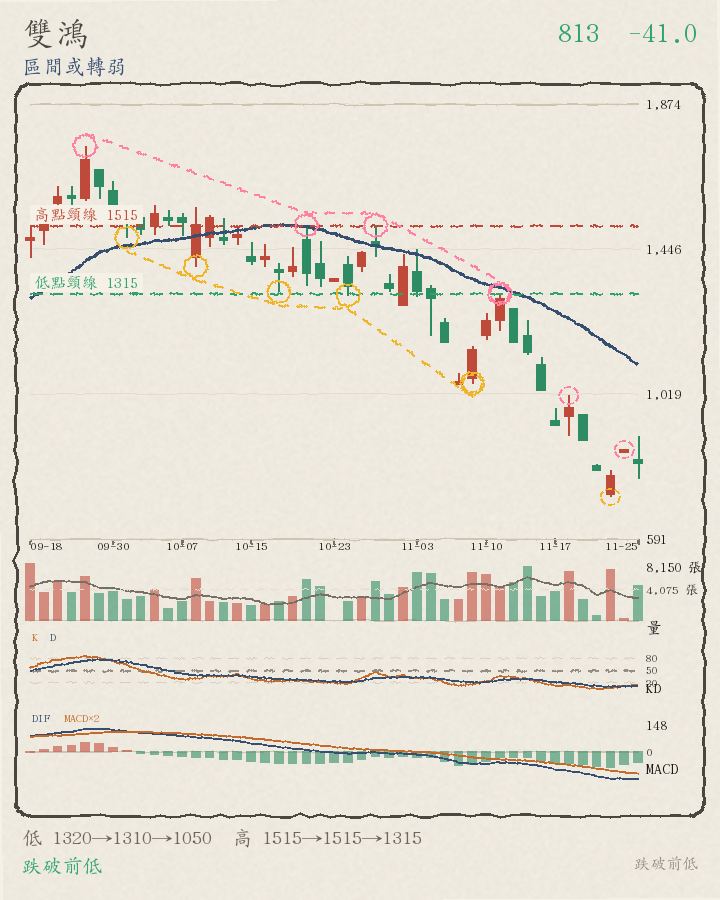 雙鴻
813 -41.0
區間或轉弱
1,874
高點頸線 1515
1,446
低點頸線 1315
1,019
591
09-18 09-30 10-07 10-15 10-23 11-03 11-10 11-17 11-25
8,150 張
4,075 張
量
K D
80
50
20
KD
DIF MACD×2
148
0
MACD
低 1320→1310→1050 高 1515→1515→1315
跌破前低
跌破前低